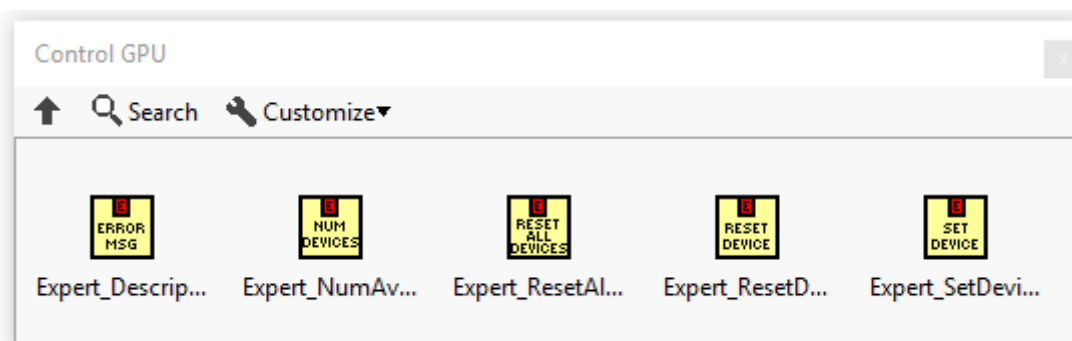 Control GPU
x
Search Customize
E ERROR MSG
E NUM DEVICES
E RESET ALL DEVICES
E RESET DEVICE
E SET DEVICE
Expert_Descrip... Expert_NumAv... Expert_ResetAl... Expert_ResetD... Expert_SetDevi...